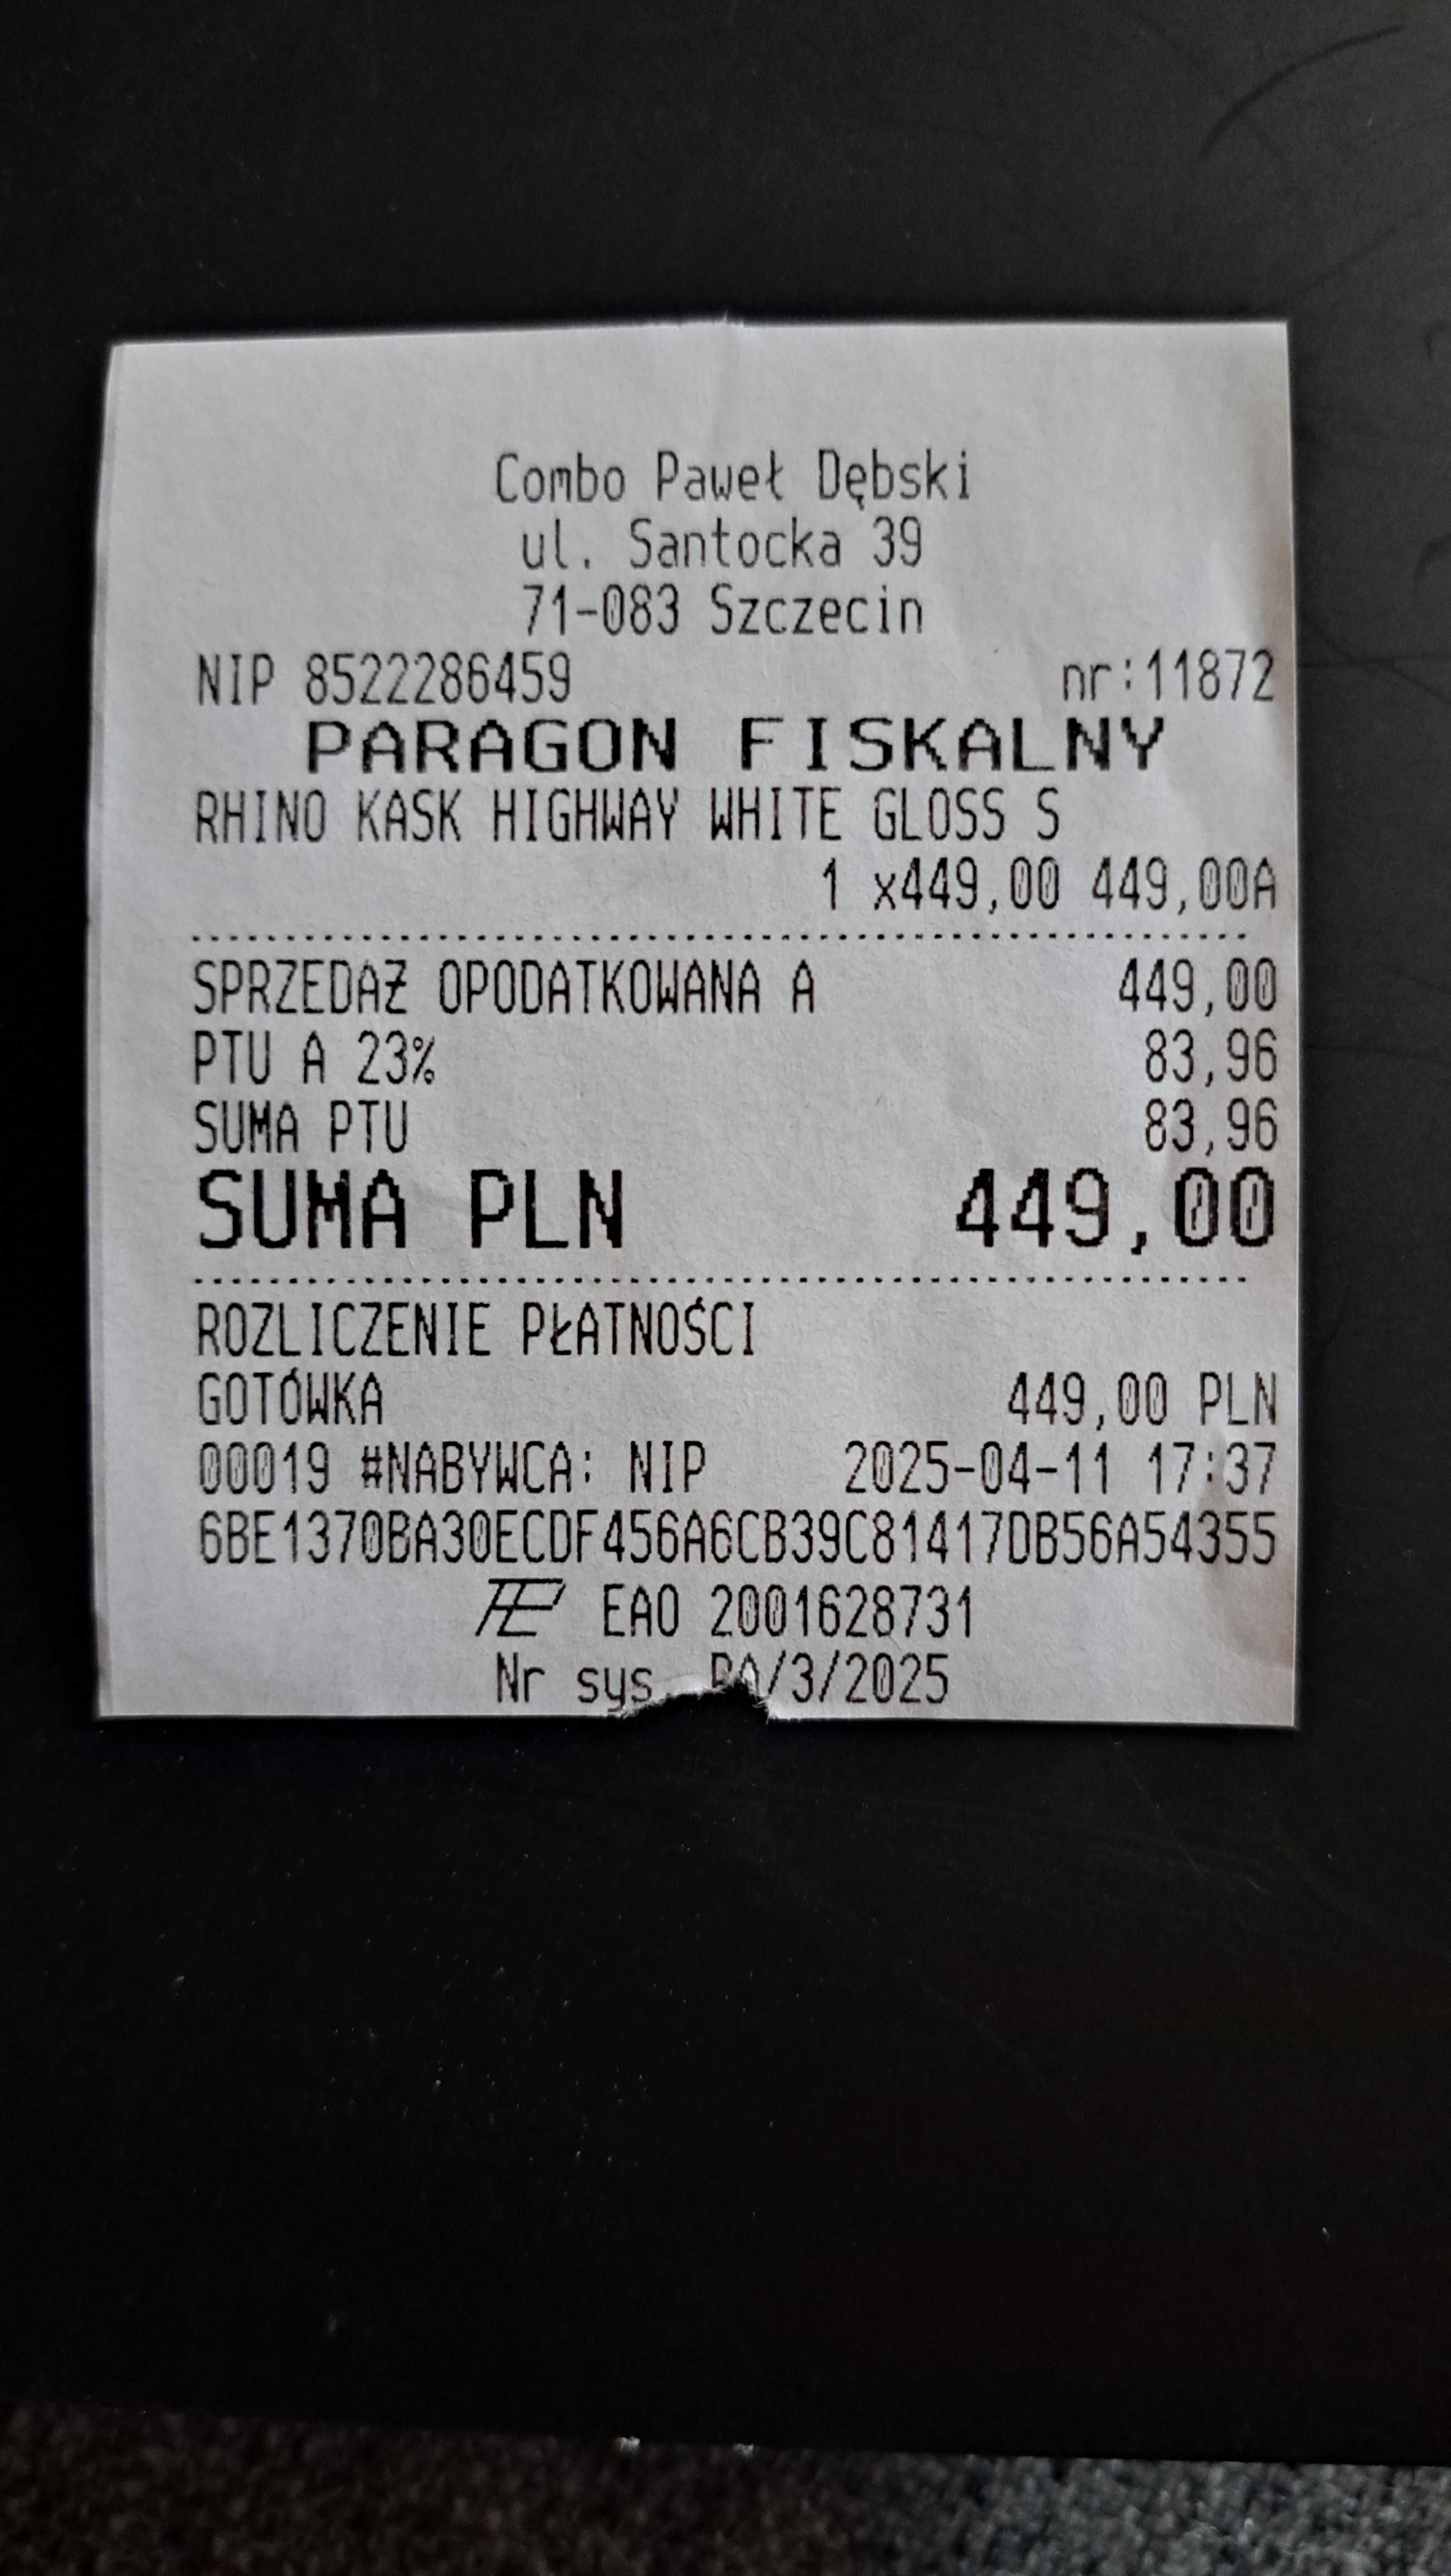 Combo Paweł Dębski
ul. Santocka 39
71-083 Szczecin
NIP 8522286459 nr:11872
PARAGON FISKALNY
RHINO KASK HIGHWAY WHITE GLOSS S
1 x449,00 449,00A
SPRZEDAŻ OPODATKOWANA A 449,00
PTU A 23% 83,96
SUMA PTU 83,96
SUMA PLN 449,00
ROZLICZENIE PŁATNOŚCI
GOTÓWKA 449,00 PLN
00019 #NABYWCA: NIP 2025-04-11 17:37
6BE1370BA30ECDF456A6CB39C81417DB56A54355
EAO 2001628731
Nr sys. /3/2025